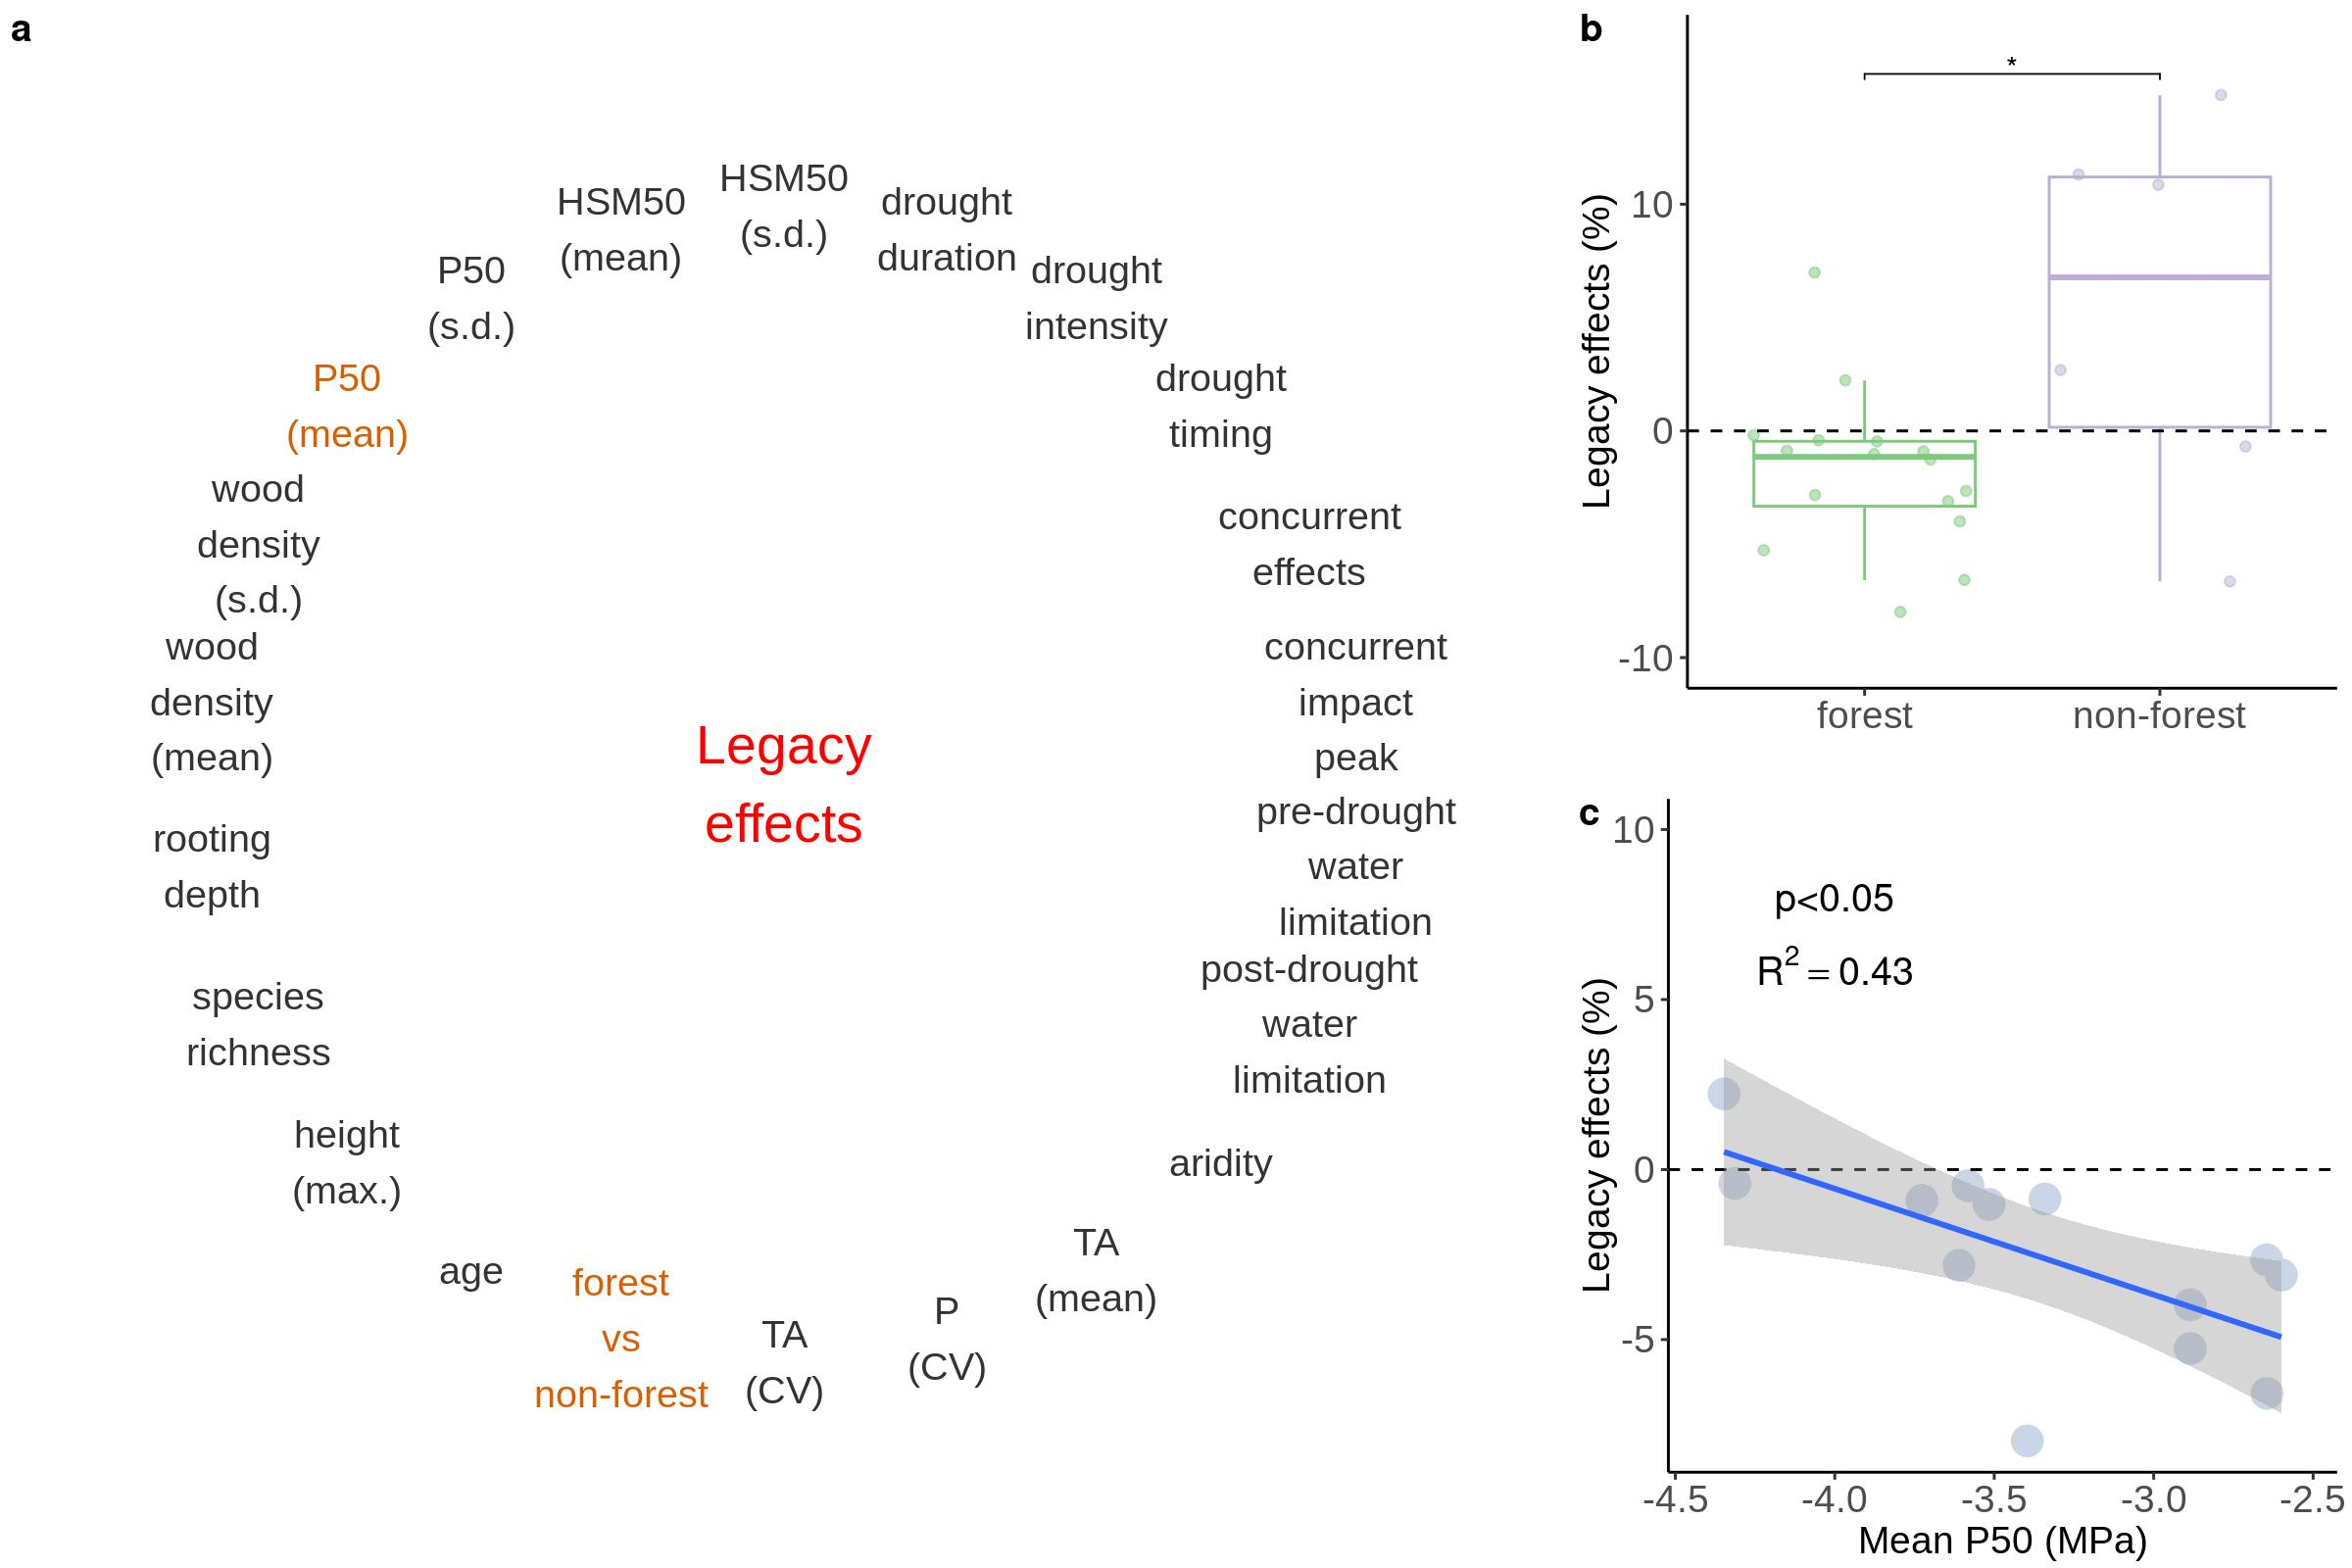 a
HSM50
(s.d.)
HSM50
(mean)
drought
duration
P50
(s.d.)
drought
intensity
P50
(mean)
drought
timing
wood
density
(s.d.)
concurrent
effects
wood
density
(mean)
concurrent
impact
peak
Legacy
effects
rooting
depth
pre-drought
water
limitation
species
richness
post-drought
water
limitation
height
(max.)
aridity
age
forest
vs
non-forest
TA
(CV)
P
(CV)
TA
(mean)
b
*
Legacy effects (%)
10
0
-10
forest
non-forest
c
Legacy effects (%)
10
5
0
-5
p<0.05
R² = 0.43
-4.5
-4.0
-3.5
-3.0
-2.5
Mean P50 (MPa)